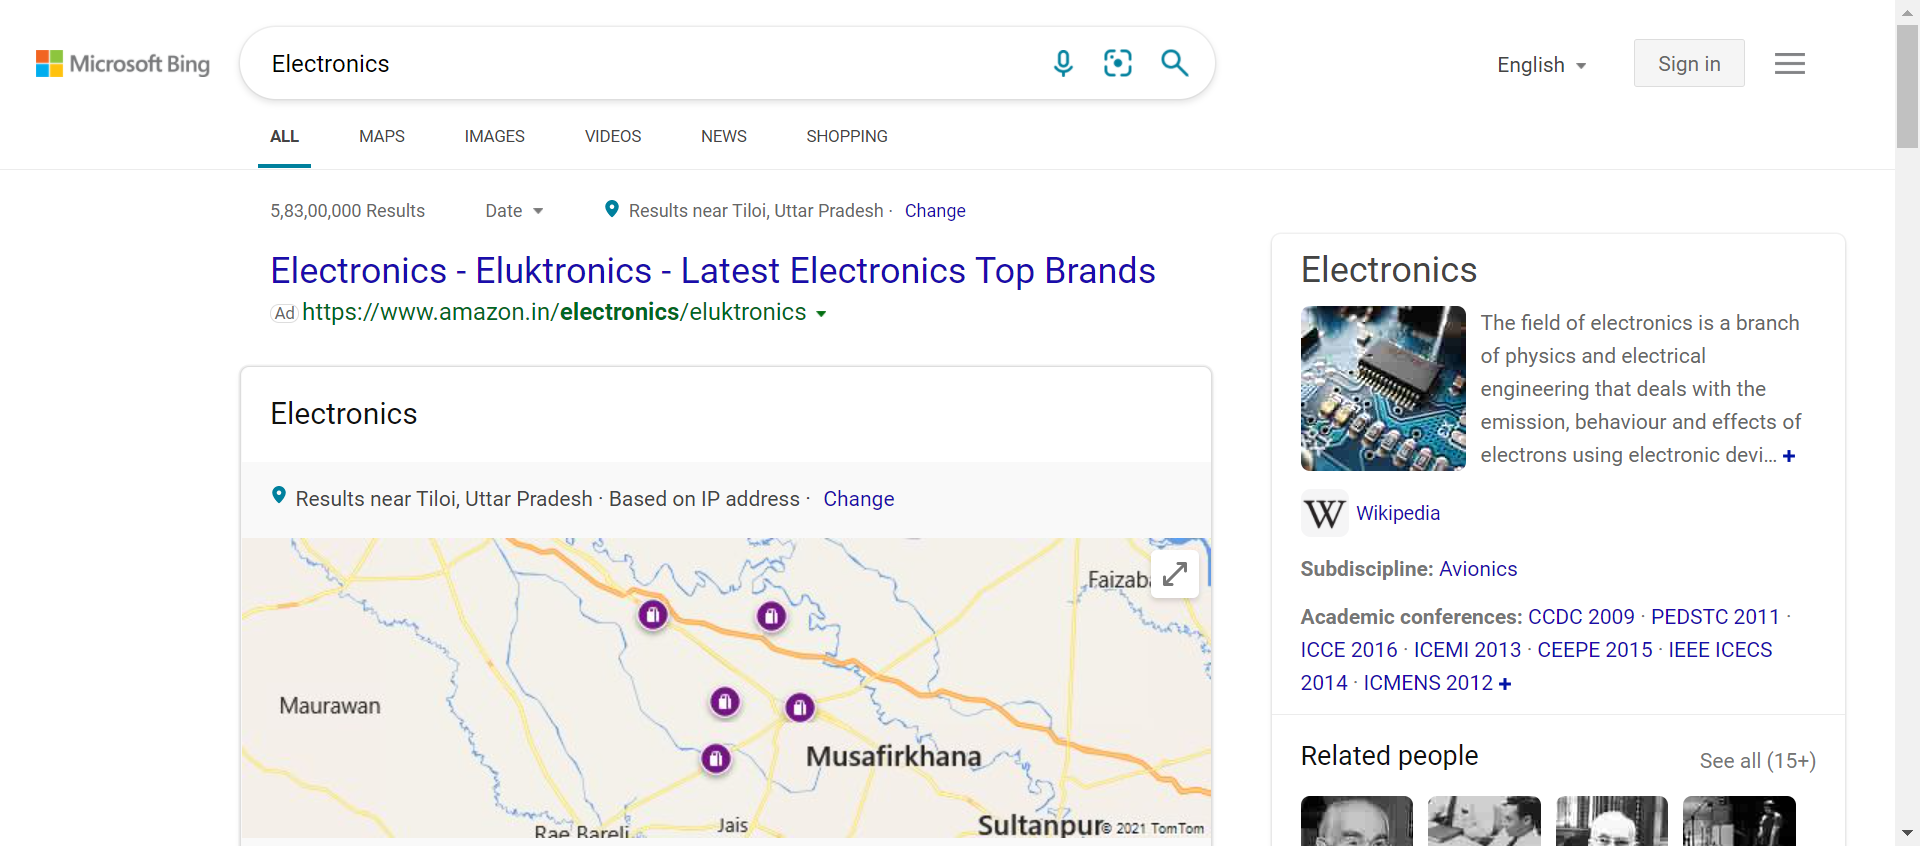 Microsoft Bing
Electronics
English
Sign in
ALL
MAPS
IMAGES
VIDEOS
NEWS
SHOPPING
5,83,00,000 Results
Date
Results near Tiloi, Uttar Pradesh · Change
Electronics - Eluktronics - Latest Electronics Top Brands
Ad https://www.amazon.in/electronics/eluktronics
Electronics
Results near Tiloi, Uttar Pradesh · Based on IP address · Change
Faizaba
Maurawan
Musafirkhana
Rae Bareli
Jais
Sultanpur
© 2021 TomTom
Electronics
The field of electronics is a branch
of physics and electrical
engineering that deals with the
emission, behaviour and effects of
electrons using electronic devi... +
W Wikipedia
Subdiscipline: Avionics
Academic conferences: CCDC 2009 · PEDSTC 2011 ·
ICCE 2016 · ICEMI 2013 · CEEPE 2015 · IEEE ICECS
2014 · ICMENS 2012 +
Related people
See all (15+)